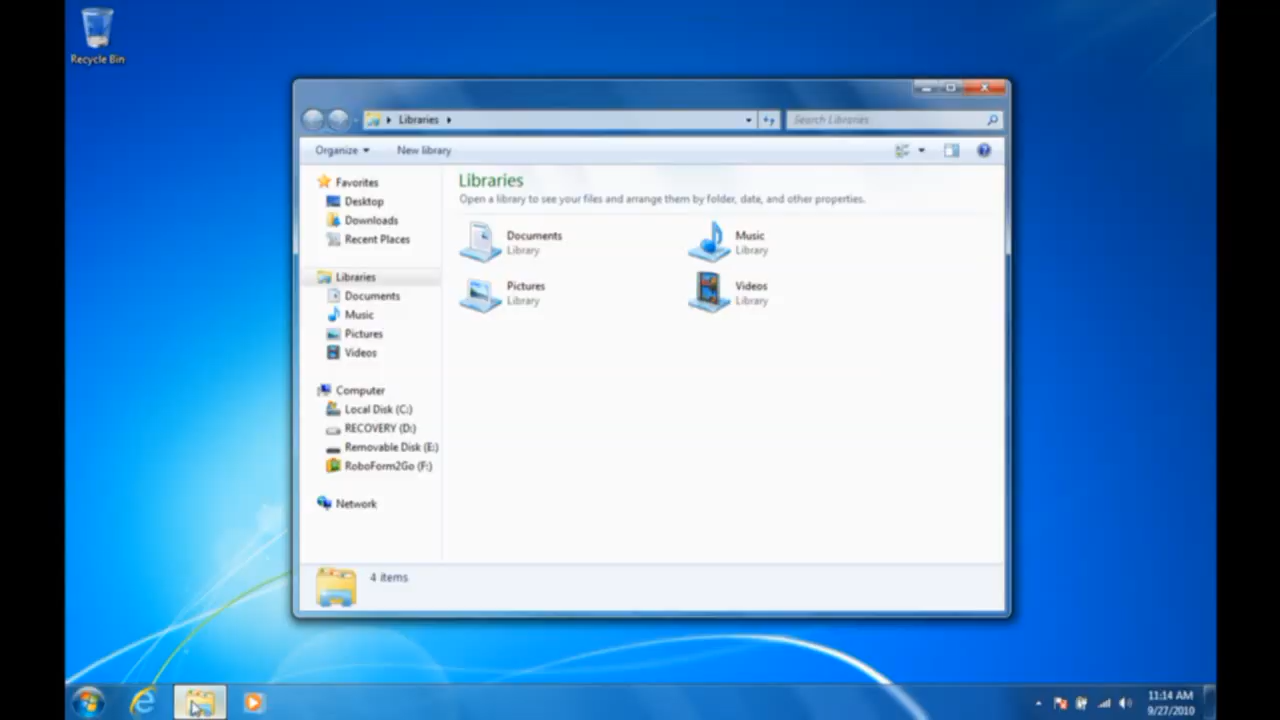 Recycle Bin
Libraries
Search Libraries
Organize
New library
Favorites
Desktop
Downloads
Recent Places
Libraries
Documents
Music
Pictures
Videos
Computer
Local Disk (C:)
RECOVERY (D:)
Removable Disk (E:)
RoboForm2Go (F:)
Network
Libraries
Open a library to see your files and arrange them by folder, date, and other properties.
Documents
Library
Music
Library
Pictures
Library
Videos
Library
4 items
11:14 AM
9/27/2010